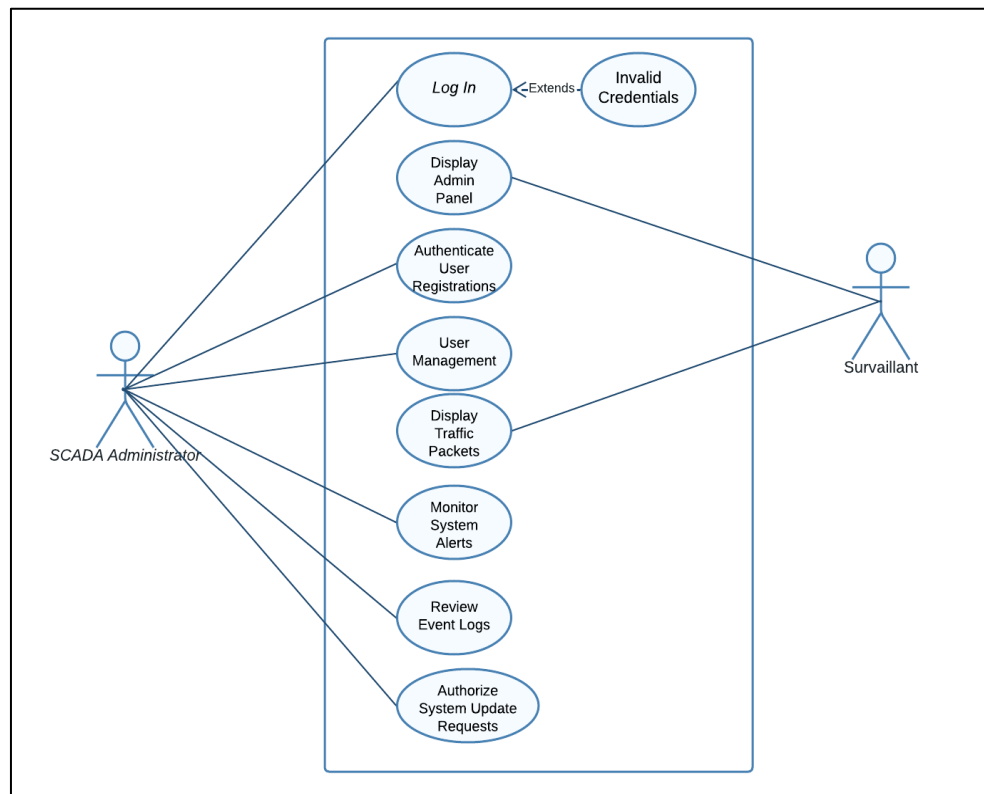 Log In
Extends
Invalid
Credentials
Display
Admin
Panel
Authenticate
User
Registrations
User
Management
Display
Traffic
Packets
Monitor
System
Alerts
Review
Event Logs
Authorize
System Update
Requests
SCADA Administrator
Survaillant